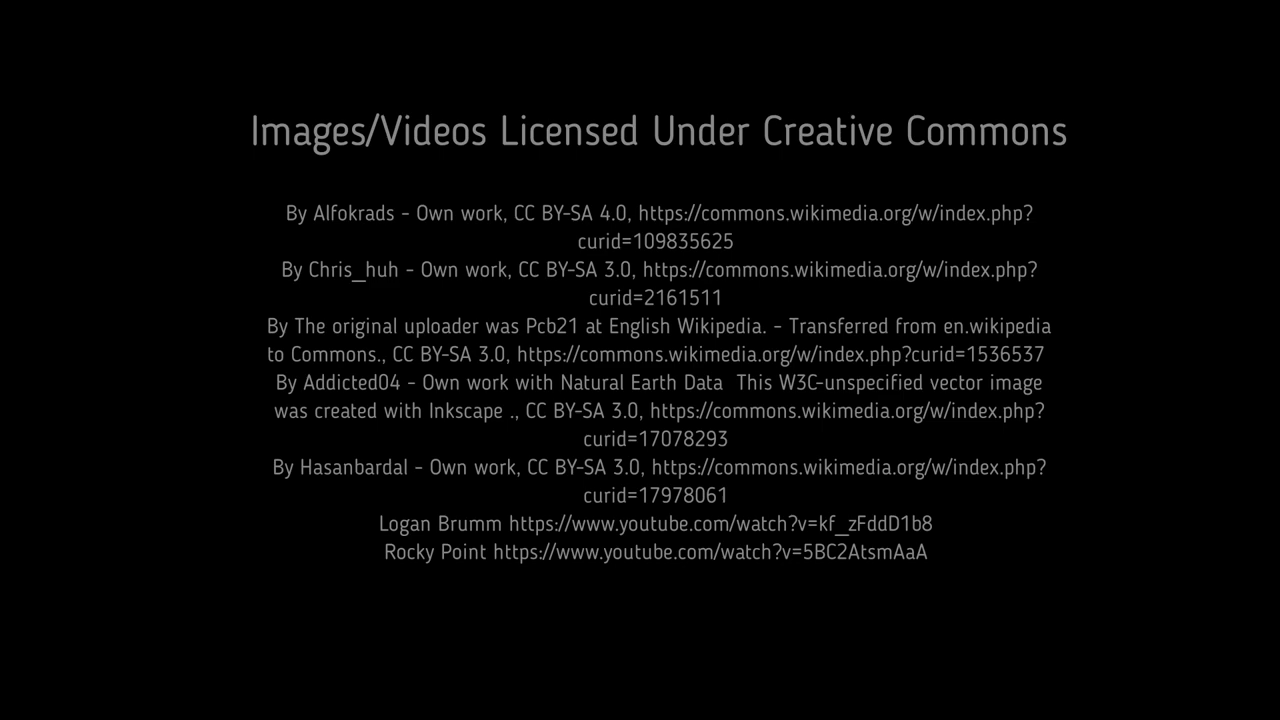 Images/Videos Licensed Under Creative Commons
By Alfokrads - Own work, CC BY-SA 4.0, https://commons.wikimedia.org/w/index.php?
curid=109835625
By Chris_huh - Own work, CC BY-SA 3.0, https://commons.wikimedia.org/w/index.php?
curid=2161511
By The original uploader was Pcb21 at English Wikipedia. - Transferred from en.wikipedia
to Commons., CC BY-SA 3.0, https://commons.wikimedia.org/w/index.php?curid=1536537
By Addicted04 - Own work with Natural Earth Data  This W3C-unspecified vector image
was created with Inkscape ., CC BY-SA 3.0, https://commons.wikimedia.org/w/index.php?
curid=17078293
By Hasanbardal - Own work, CC BY-SA 3.0, https://commons.wikimedia.org/w/index.php?
curid=17978061
Logan Brumm https://www.youtube.com/watch?v=kf_zFddD1b8
Rocky Point https://www.youtube.com/watch?v=5BC2AtsmAaA